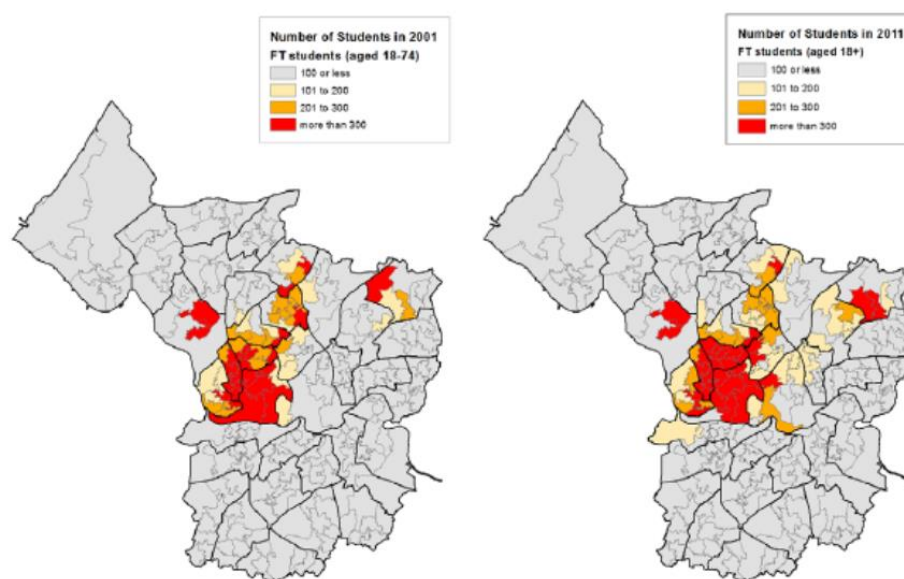 Number of Students in 2001
FT students (aged 18-74)
100 or less
101 to 200
201 to 300
more than 300
Number of Students in 2011
FT students (aged 18+)
100 or less
101 to 200
201 to 300
more than 300